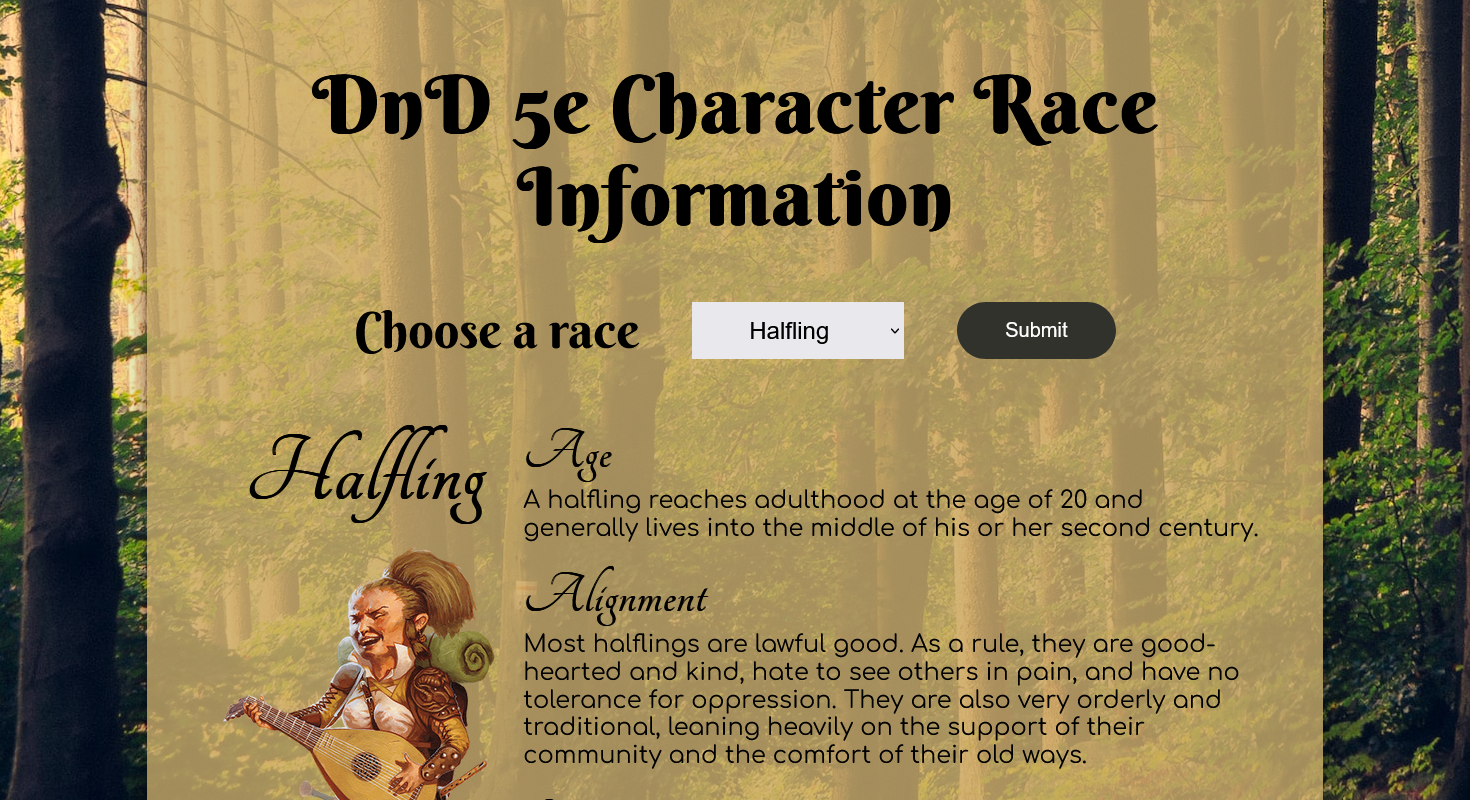 DnD 5e Character Race
Information
Choose a race
Halfling
Submit
Halfling
Age
A halfling reaches adulthood at the age of 20 and
generally lives into the middle of his or her second century.
Alignment
Most halflings are lawful good. As a rule, they are good-
hearted and kind, hate to see others in pain, and have no
tolerance for oppression. They are also very orderly and
traditional, leaning heavily on the support of their
community and the comfort of their old ways.